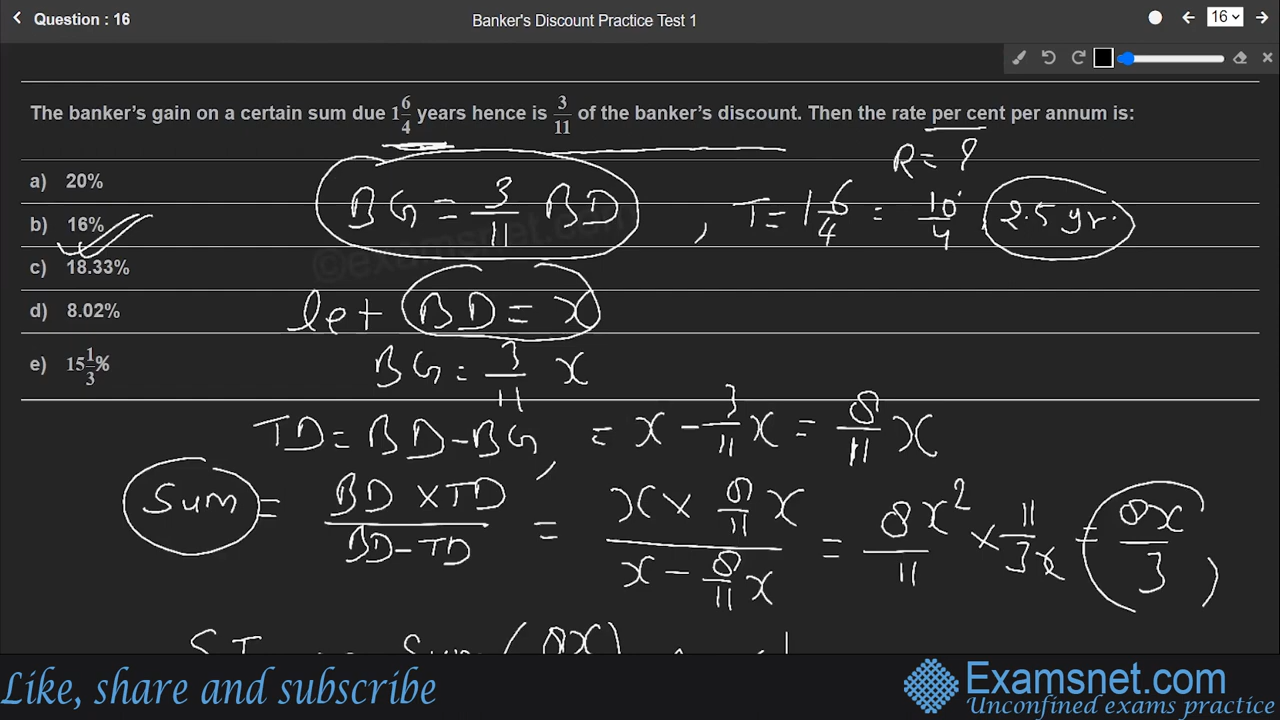 Question : 16
Banker's Discount Practice Test 1
16
The banker's gain on a certain sum due 1 6/4 years hence is 3/11 of the banker's discount. Then the rate per cent per annum is:
R = ?
a) 20%
BG = 3/11 BD , T = 1 6/4 = 10/4 2.5 yr.
b) 16%
©examsnet.com
c) 18.33%
let BD = x
d) 8.02%
BG = 3/11 x
e) 15 1/3%
TD = BD - BG, = x - 3/11 x = 8/11 x
Sum = BD × TD / BD - TD = x × 8/11 x / x - 8/11 x = 8x²/11 × 11/3x = 8x/3 )
Like, share and subscribe
Examsnet.com
Unconfined exams practice